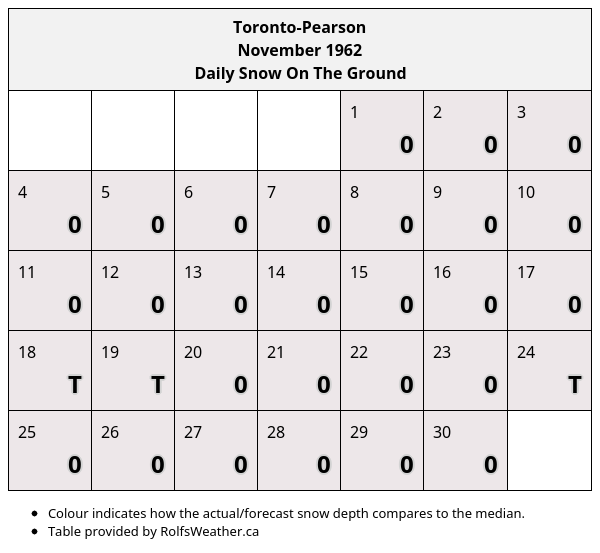 Toronto-Pearson
November 1962
Daily Snow On The Ground
1 2 3
0 0 0
4 5 6 7 8 9 10
0 0 0 0 0 0 0
11 12 13 14 15 16 17
0 0 0 0 0 0 0
18 19 20 21 22 23 24
T T 0 0 0 0 T
25 26 27 28 29 30
0 0 0 0 0 0
• Colour indicates how the actual/forecast snow depth compares to the median.
• Table provided by RolfsWeather.ca